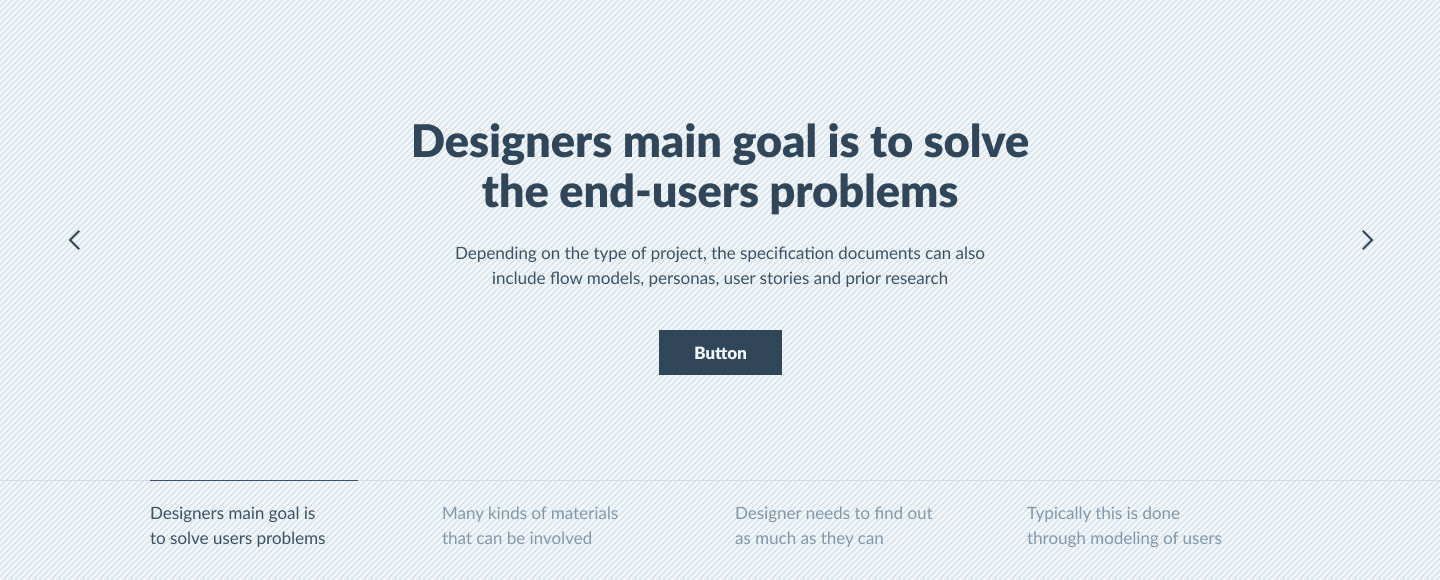 Designers main goal is to solve
the end-users problems
Depending on the type of project, the specification documents can also
include flow models, personas, user stories and prior research
Button
Designers main goal is
to solve users problems
Many kinds of materials
that can be involved
Designer needs to find out
as much as they can
Typically this is done
through modeling of users